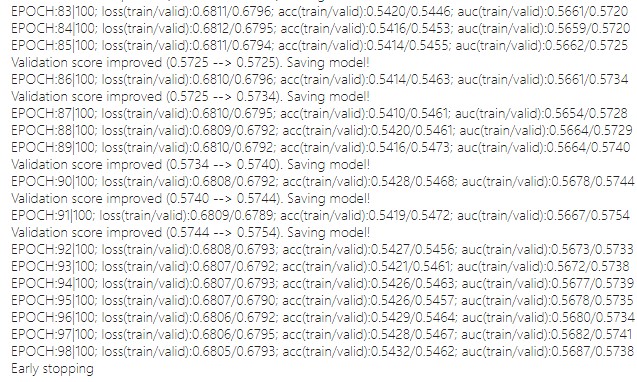 EPOCH:83|100; loss(train/valid):0.6811/0.6796; acc(train/valid):0.5420/0.5446; auc(train/valid):0.5661/0.5720
EPOCH:84|100; loss(train/valid):0.6812/0.6795; acc(train/valid):0.5416/0.5453; auc(train/valid):0.5659/0.5720
EPOCH:85|100; loss(train/valid):0.6811/0.6794; acc(train/valid):0.5414/0.5455; auc(train/valid):0.5662/0.5725
Validation score improved (0.5725 --> 0.5725). Saving model!
EPOCH:86|100; loss(train/valid):0.6810/0.6796; acc(train/valid):0.5414/0.5463; auc(train/valid):0.5661/0.5734
Validation score improved (0.5725 --> 0.5734). Saving model!
EPOCH:87|100; loss(train/valid):0.6810/0.6795; acc(train/valid):0.5410/0.5461; auc(train/valid):0.5654/0.5728
EPOCH:88|100; loss(train/valid):0.6809/0.6792; acc(train/valid):0.5420/0.5461; auc(train/valid):0.5664/0.5729
EPOCH:89|100; loss(train/valid):0.6810/0.6792; acc(train/valid):0.5416/0.5473; auc(train/valid):0.5664/0.5740
Validation score improved (0.5734 --> 0.5740). Saving model!
EPOCH:90|100; loss(train/valid):0.6808/0.6792; acc(train/valid):0.5428/0.5468; auc(train/valid):0.5678/0.5744
Validation score improved (0.5740 --> 0.5744). Saving model!
EPOCH:91|100; loss(train/valid):0.6809/0.6789; acc(train/valid):0.5419/0.5472; auc(train/valid):0.5667/0.5754
Validation score improved (0.5744 --> 0.5754). Saving model!
EPOCH:92|100; loss(train/valid):0.6808/0.6793; acc(train/valid):0.5427/0.5456; auc(train/valid):0.5673/0.5733
EPOCH:93|100; loss(train/valid):0.6807/0.6792; acc(train/valid):0.5421/0.5461; auc(train/valid):0.5672/0.5738
EPOCH:94|100; loss(train/valid):0.6807/0.6793; acc(train/valid):0.5426/0.5463; auc(train/valid):0.5677/0.5739
EPOCH:95|100; loss(train/valid):0.6807/0.6790; acc(train/valid):0.5426/0.5457; auc(train/valid):0.5678/0.5735
EPOCH:96|100; loss(train/valid):0.6806/0.6792; acc(train/valid):0.5429/0.5464; auc(train/valid):0.5680/0.5734
EPOCH:97|100; loss(train/valid):0.6806/0.6795; acc(train/valid):0.5428/0.5467; auc(train/valid):0.5682/0.5741
EPOCH:98|100; loss(train/valid):0.6805/0.6793; acc(train/valid):0.5432/0.5462; auc(train/valid):0.5687/0.5738
Early stopping